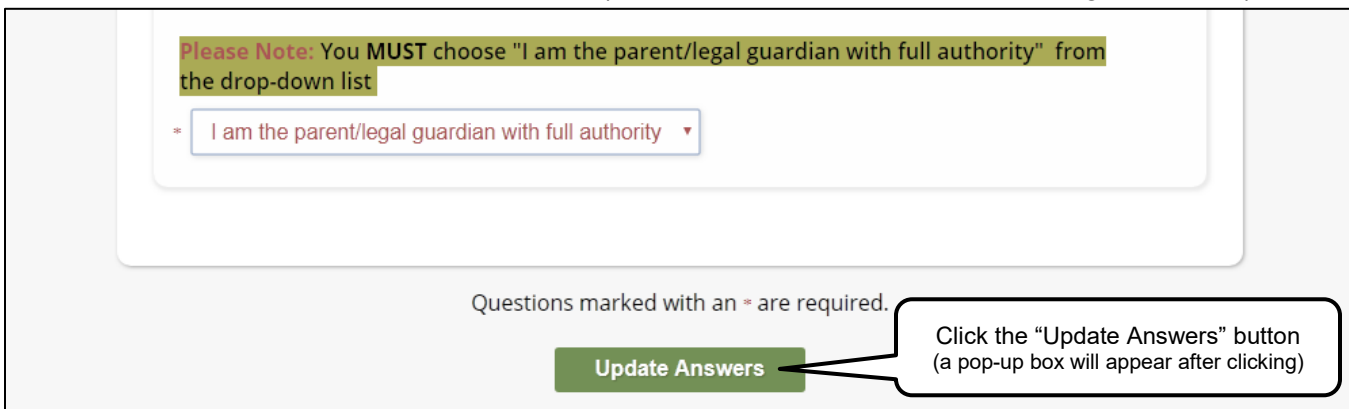 Please Note: You MUST choose "I am the parent/legal guardian with full authority" from
the drop-down list
* I am the parent/legal guardian with full authority
Questions marked with an * are required.
Update Answers
Click the “Update Answers” button
(a pop-up box will appear after clicking)